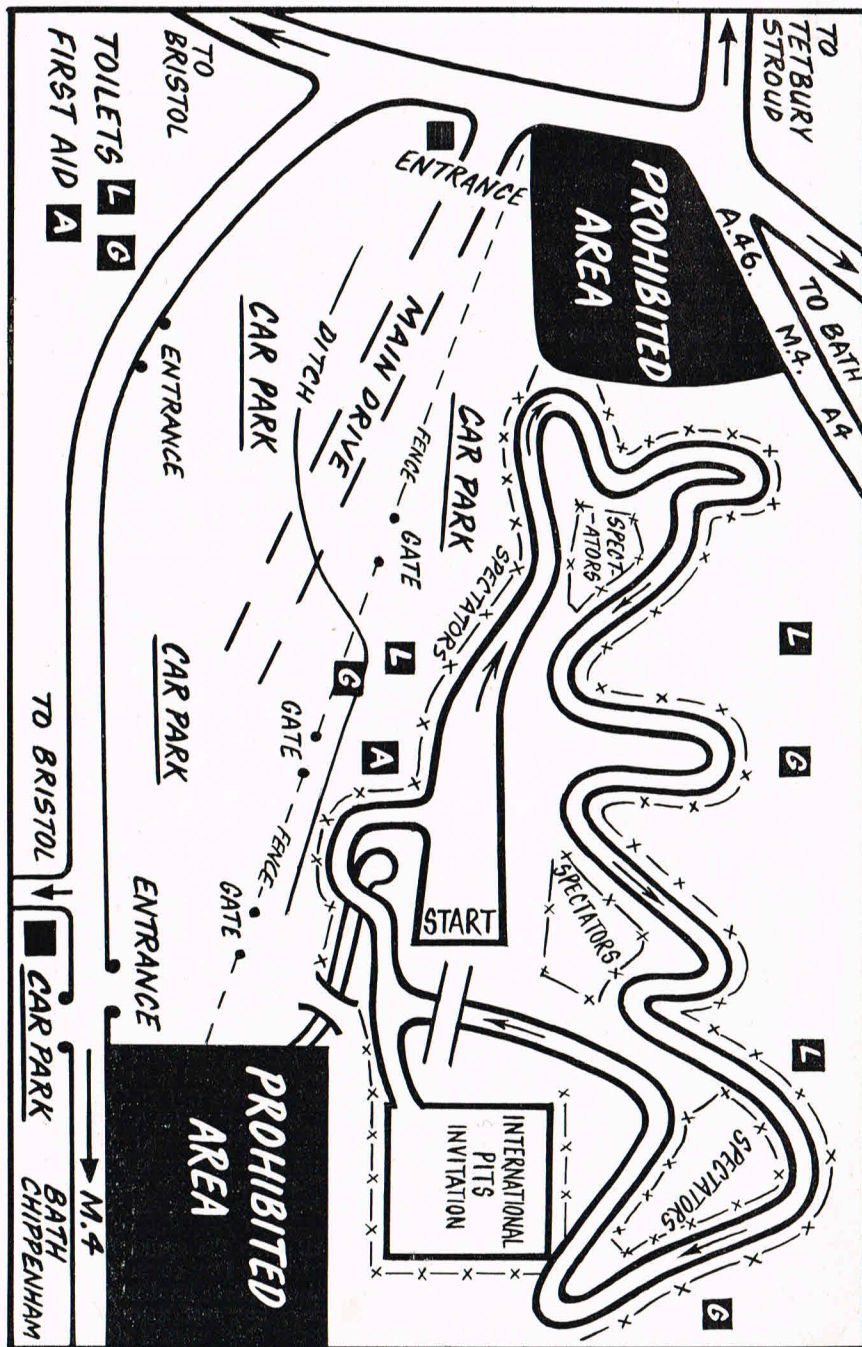 TO
TETBURY
STROUD
TO BATH
A.46.
M.4.
A4
PROHIBITED
AREA
ENTRANCE
TO
BRISTOL
TOILETS L G
FIRST AID A
MAIN DRIVE
DITCH
CAR PARK
ENTRANCE
CAR PARK
FENCE
GATE
SPECTATORS
SPECT-
-ATORS
L
G
L
G
A
GATE
FENCE
GATE
CAR PARK
START
SPECTATORS
L
SPECTATORS
G
INTERNATIONAL
PITS
INVITATION
PROHIBITED
AREA
ENTRANCE
TO BRISTOL
CAR PARK
M.4
BATH
CHIPPENHAM